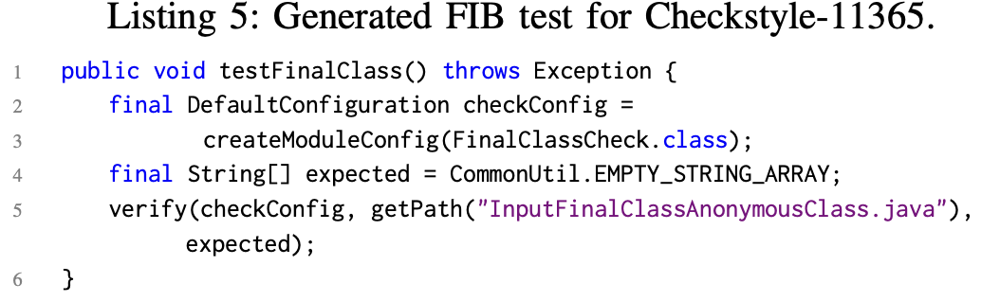 Listing 5: Generated FIB test for Checkstyle-11365.
1 public void testFinalClass() throws Exception {
2 final DefaultConfiguration checkConfig =
3 createModuleConfig(FinalClassCheck.class);
4 final String[] expected = CommonUtil.EMPTY_STRING_ARRAY;
5 verify(checkConfig, getPath("InputFinalClassAnonymousClass.java"),
expected);
6 }